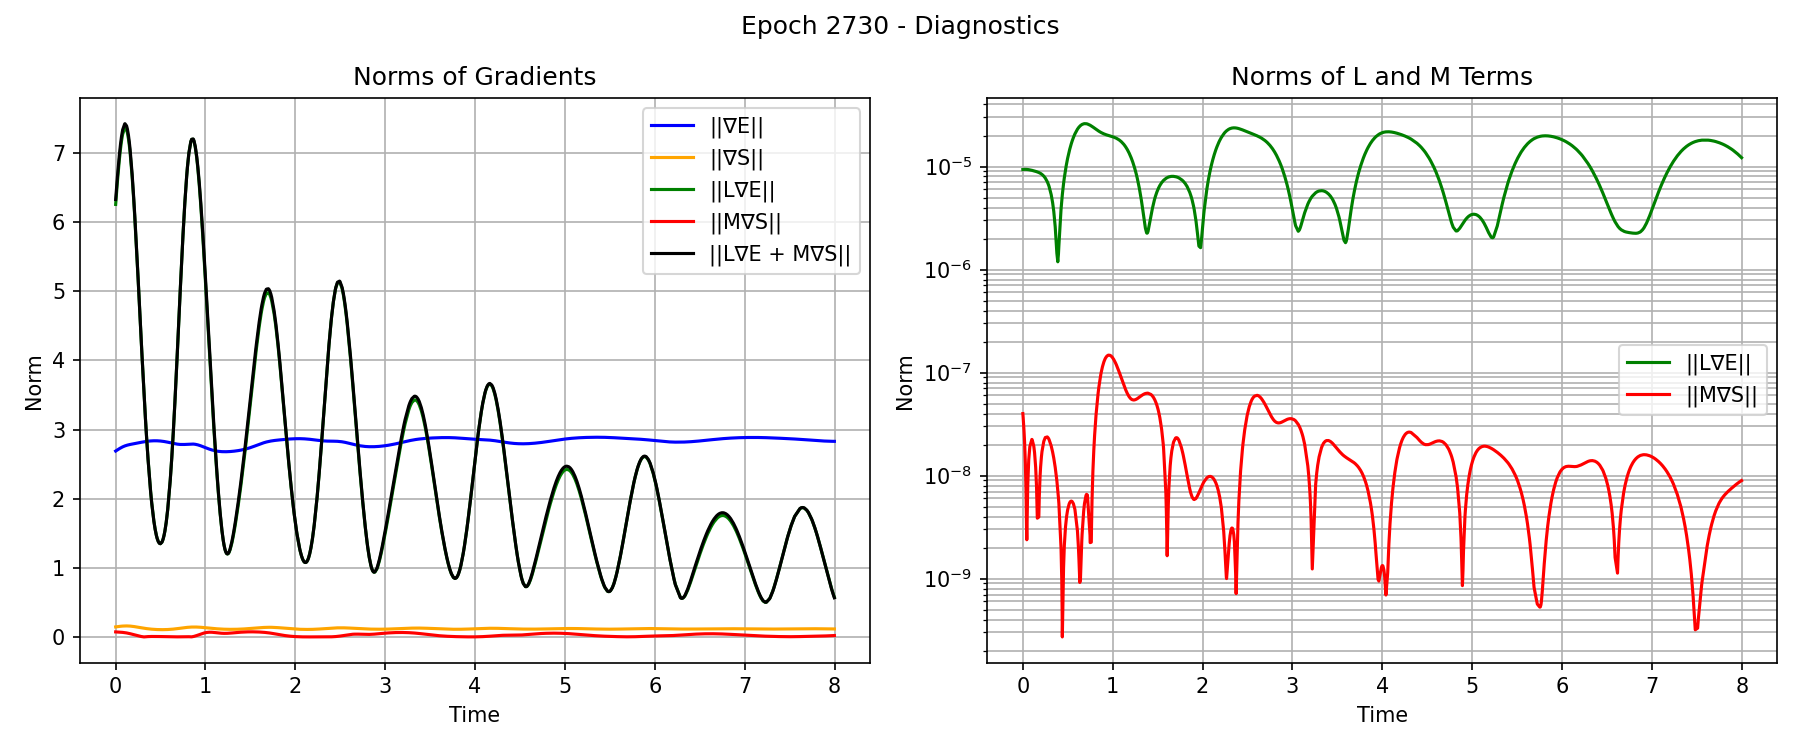 Epoch 2730 - Diagnostics
Norms of Gradients
Norm
7
6
5
4
3
2
1
0
||∇E||
||∇S||
||L∇E||
||M∇S||
||L∇E + M∇S||
0 1 2 3 4 5 6 7 8
Time
Norms of L and M Terms
Norm
10⁻⁵
10⁻⁶
10⁻⁷
10⁻⁸
10⁻⁹
||L∇E||
||M∇S||
0 1 2 3 4 5 6 7 8
Time